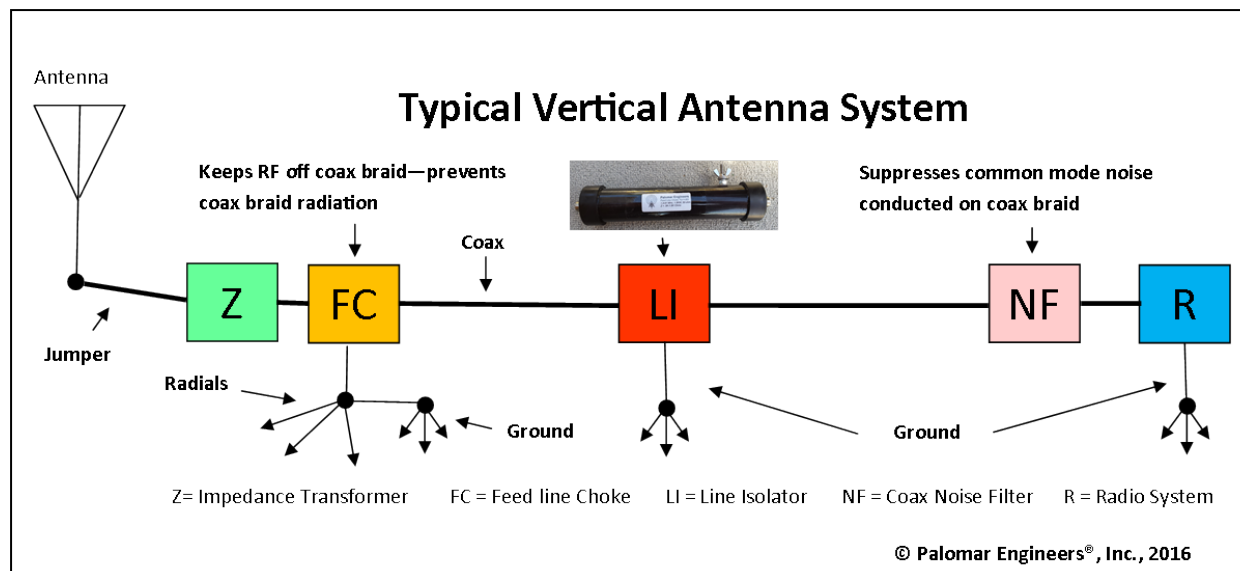 Antenna
Typical Vertical Antenna System
Keeps RF off coax braid—prevents
coax braid radiation
Suppresses common mode noise
conducted on coax braid
Coax
Z
FC
LI
NF
R
Jumper
Radials
Ground
Ground
Z= Impedance Transformer FC = Feed line Choke LI = Line Isolator NF = Coax Noise Filter R = Radio System
© Palomar Engineers®, Inc., 2016